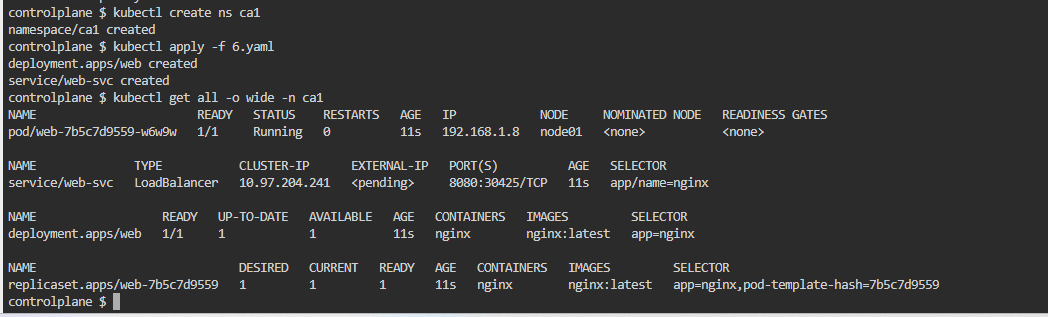 controlplane $ kubectl create ns ca1
namespace/ca1 created
controlplane $ kubectl apply -f 6.yaml
deployment.apps/web created
service/web-svc created
controlplane $ kubectl get all -o wide -n ca1
NAME READY STATUS RESTARTS AGE IP NODE NOMINATED NODE READINESS GATES
pod/web-7b5c7d9559-w6w9w 1/1 Running 0 11s 192.168.1.8 node01 <none> <none>
NAME TYPE CLUSTER-IP EXTERNAL-IP PORT(S) AGE SELECTOR
service/web-svc LoadBalancer 10.97.204.241 <pending> 8080:30425/TCP 11s app/name=nginx
NAME READY UP-TO-DATE AVAILABLE AGE CONTAINERS IMAGES SELECTOR
deployment.apps/web 1/1 1 1 11s nginx nginx:latest app=nginx
NAME DESIRED CURRENT READY AGE CONTAINERS IMAGES SELECTOR
replicaset.apps/web-7b5c7d9559 1 1 1 11s nginx nginx:latest app=nginx,pod-template-hash=7b5c7d9559
controlplane $